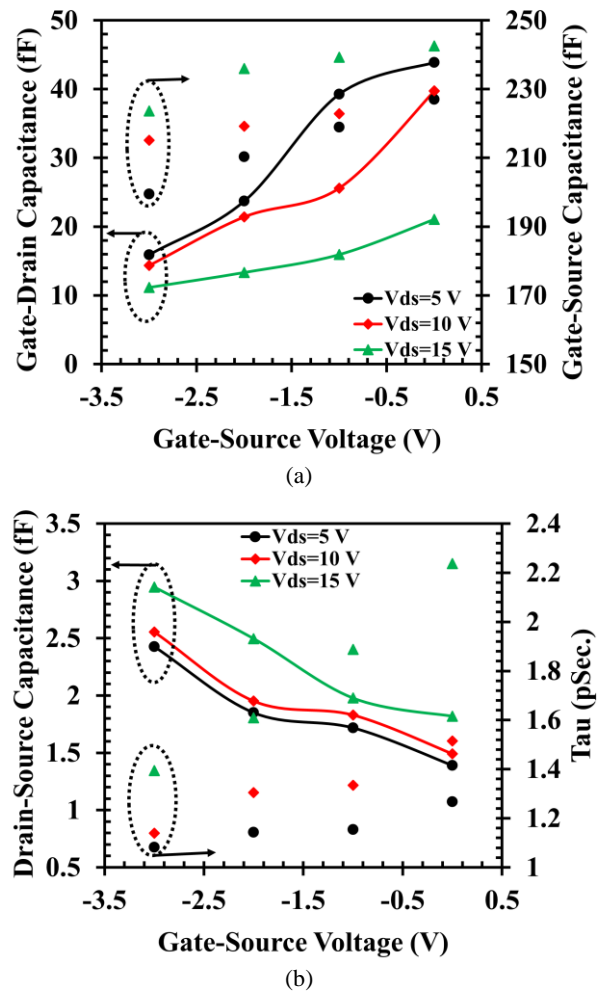 Gate-Drain Capacitance (fF)
50
40
30
20
10
0
250
230
210
190
170
150
Gate-Source Capacitance (fF)
Vds=5 V
Vds=10 V
Vds=15 V
-3.5 -2.5 -1.5 -0.5 0.5
Gate-Source Voltage (V)
(a)
Drain-Source Capacitance (fF)
3.5
3
2.5
2
1.5
1
0.5
2.4
2.2
2
1.8
1.6
1.4
1.2
1
Tau (pSec.)
Vds=5 V
Vds=10 V
Vds=15 V
-3.5 -2.5 -1.5 -0.5 0.5
Gate-Source Voltage (V)
(b)